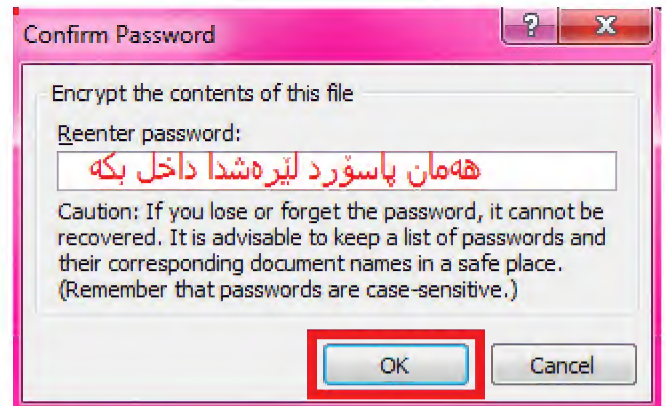 Confirm Password
Encrypt the contents of this file
Reenter password:
هەمان پاسۆرد لێرەشدا داخل بکە
Caution: If you lose or forget the password, it cannot be
recovered. It is advisable to keep a list of passwords and
their corresponding document names in a safe place.
(Remember that passwords are case-sensitive.)
OK Cancel